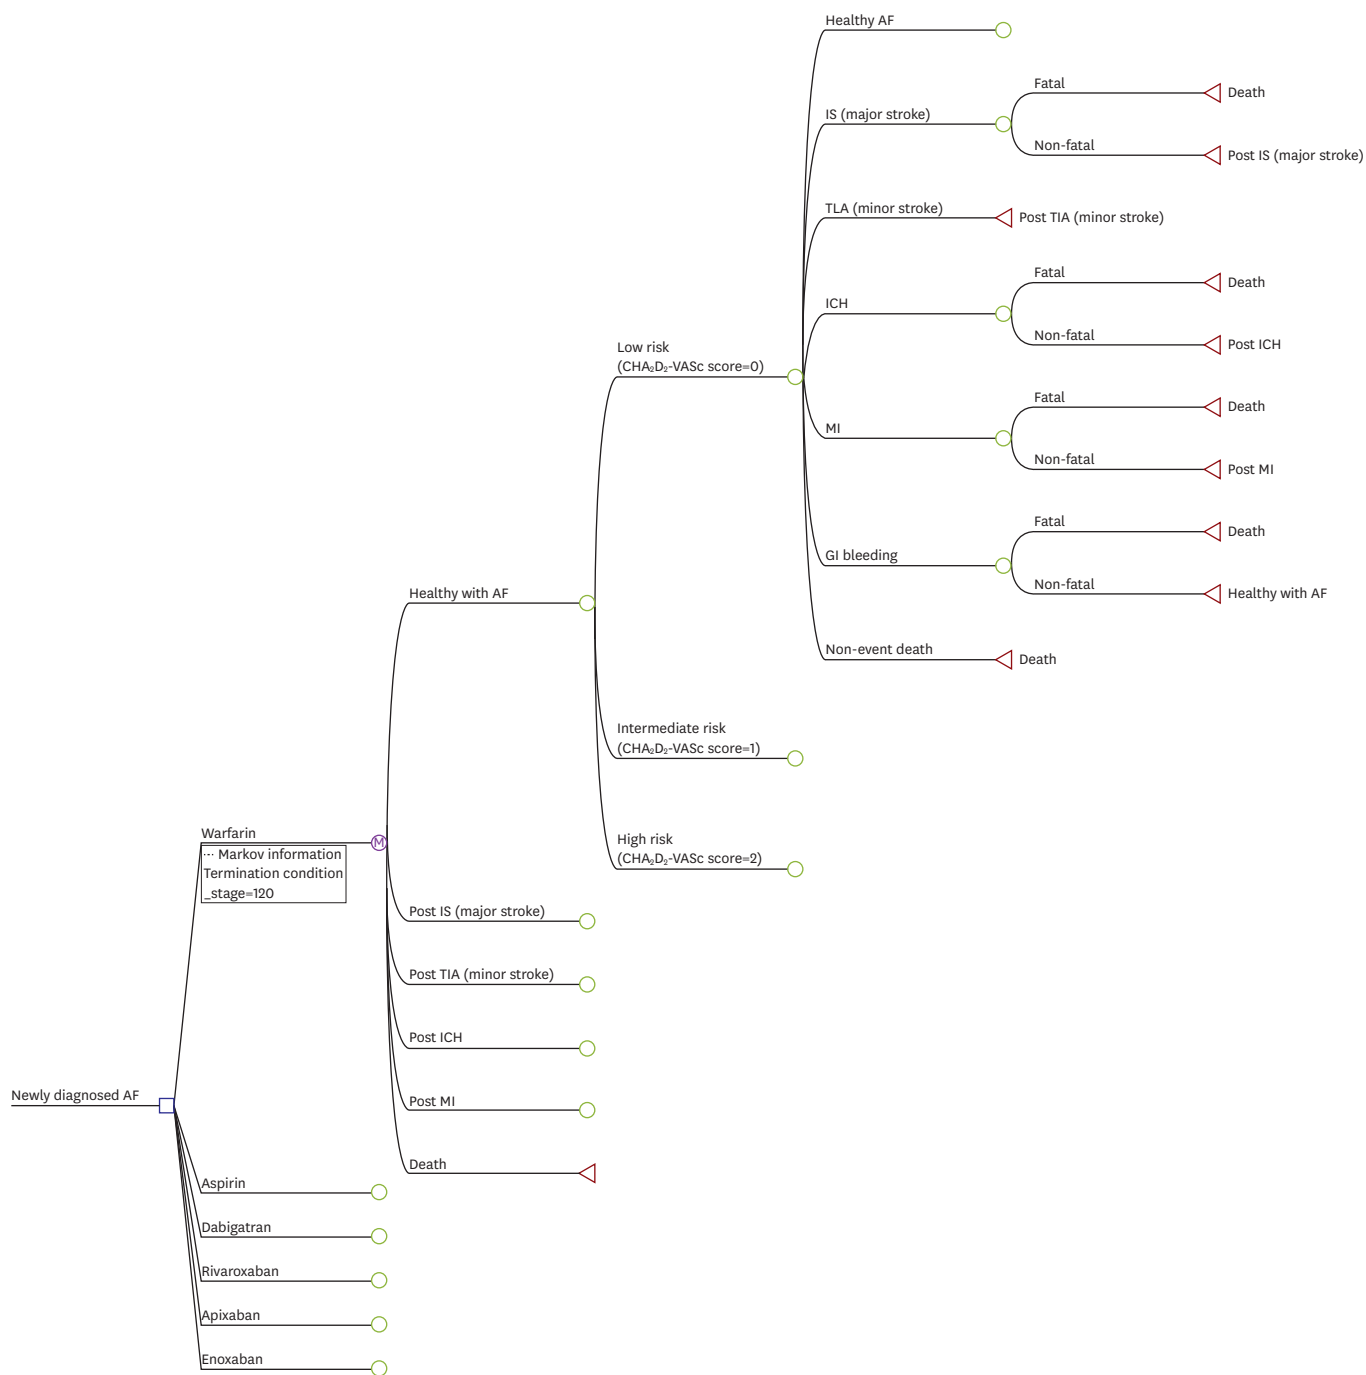 Healthy AF
Fatal
Death
IS (major stroke)
Non-fatal
Post IS (major stroke)
TLA (minor stroke)
Post TIA (minor stroke)
Fatal
Death
ICH
Non-fatal
Post ICH
Low risk
(CHA₂D₂-VASc score=0)
Fatal
Death
MI
Non-fatal
Post MI
Fatal
Death
GI bleeding
Non-fatal
Healthy with AF
Healthy with AF
Non-event death
Death
Intermediate risk
(CHA₂D₂-VASc score=1)
High risk
(CHA₂D₂-VASc score=2)
Warfarin
M
··· Markov information
Termination condition
_stage=120
Post IS (major stroke)
Post TIA (minor stroke)
Post ICH
Post MI
Death
Newly diagnosed AF
Aspirin
Dabigatran
Rivaroxaban
Apixaban
Enoxaban